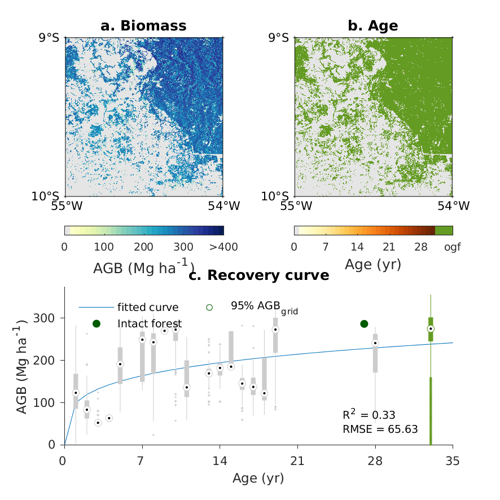 a. Biomass
b. Age
9°S
9°S
10°S
10°S
55°W
54°W
55°W
54°W
0 100 200 300 >400
0 7 14 21 28 ogf
AGB (Mg ha-1)
Age (yr)
c. Recovery curve
fitted curve
95% AGBgrid
Intact forest
300
200
100
0
AGB (Mg ha-1)
R2 = 0.33
RMSE = 65.63
0 7 14 21 28 35
Age (yr)